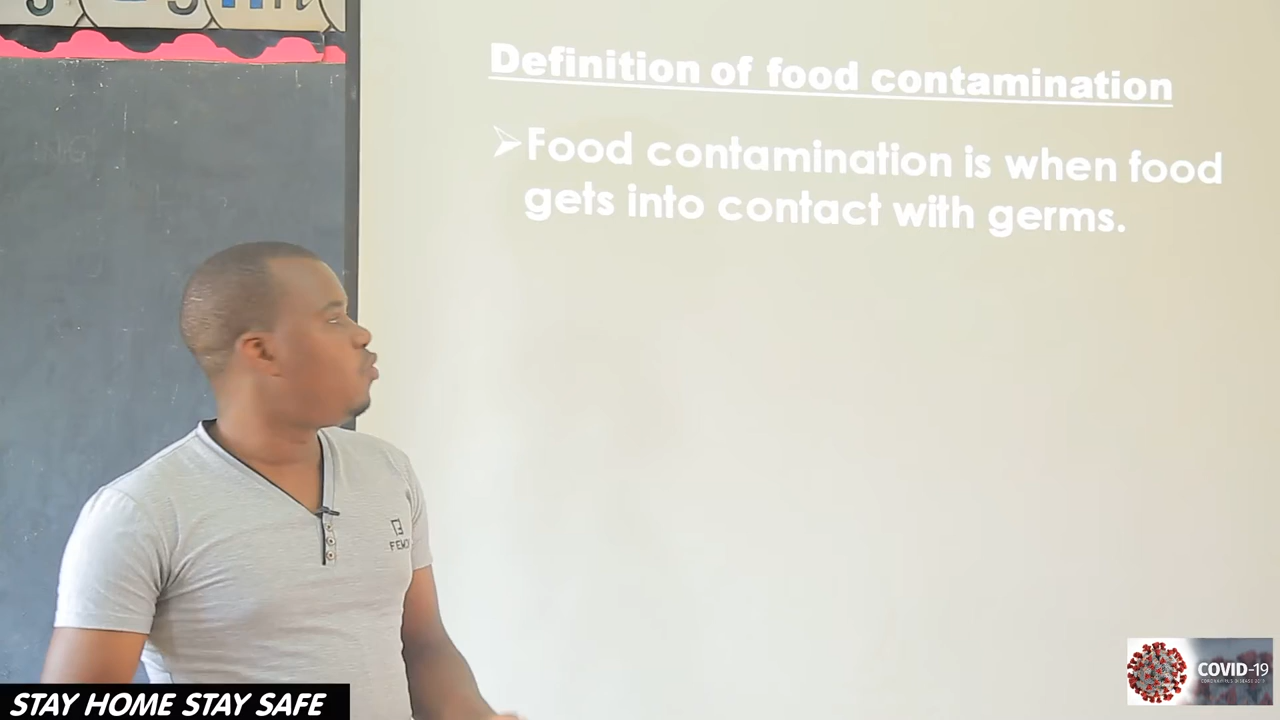 Definition of food contamination
➢Food contamination is when food
gets into contact with germs.
COVID-19
STAY HOME STAY SAFE